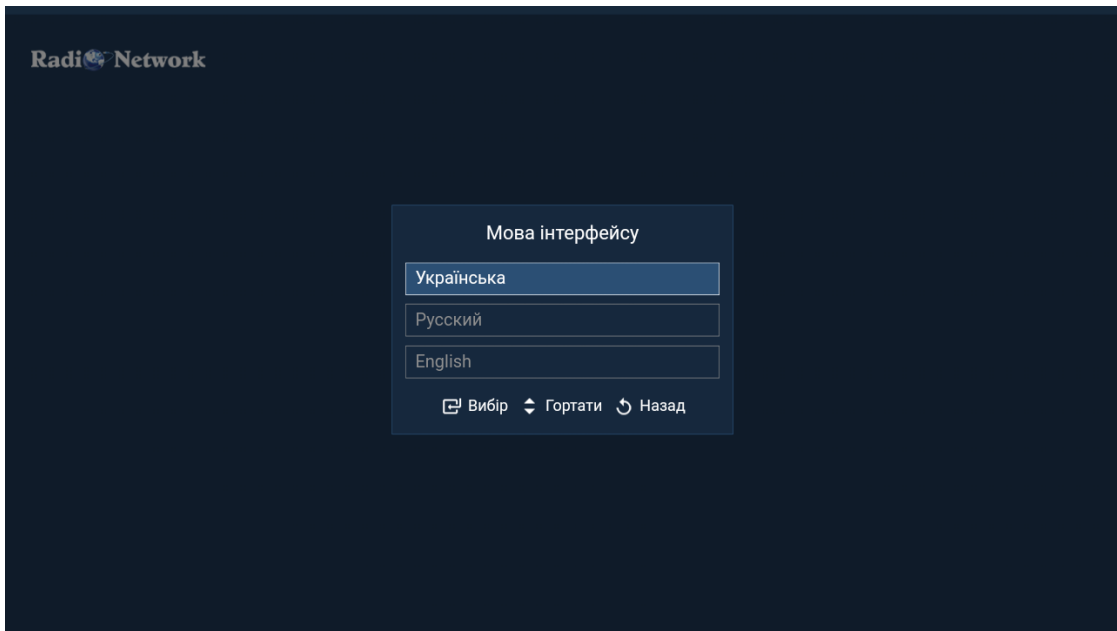 Radio Network
Мова інтерфейсу
Українська
Русский
English
Вибір Гортати Назад